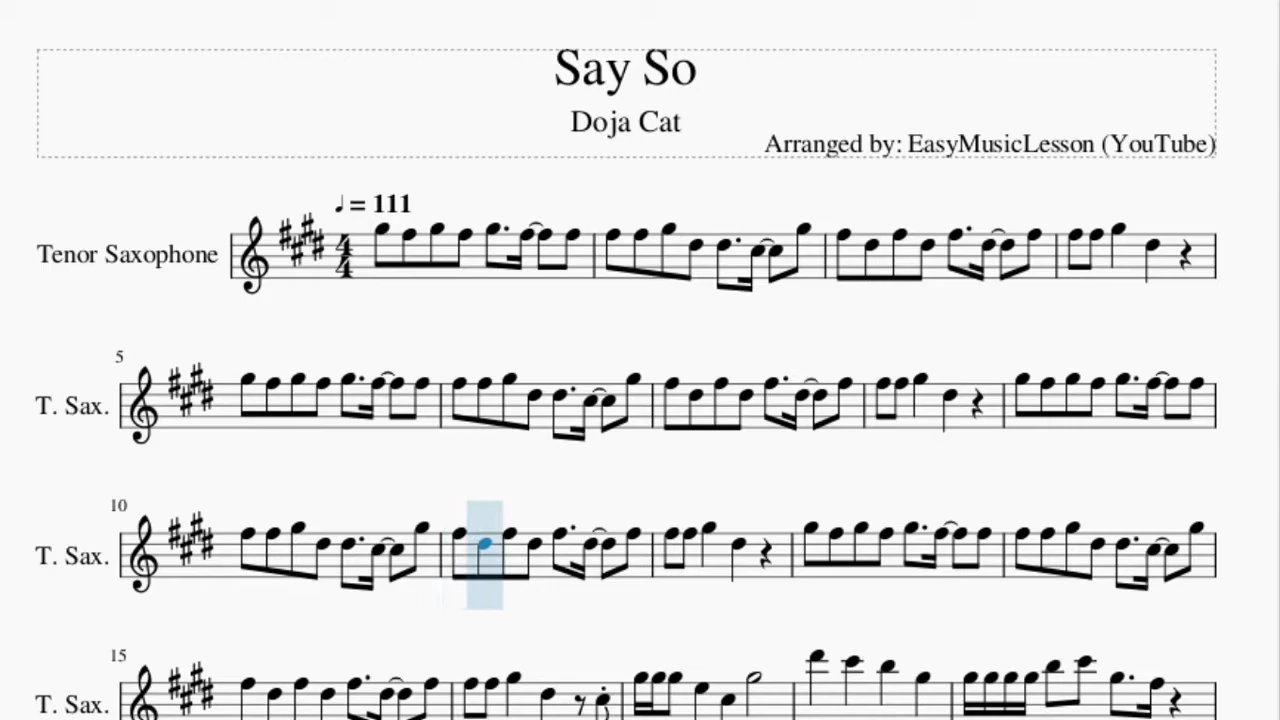 Say So
Doja Cat
Arranged by: EasyMusicLesson (YouTube)
♩ = 111
Tenor Saxophone
4
4
5
T. Sax.
10
T. Sax.
15
T. Sax.